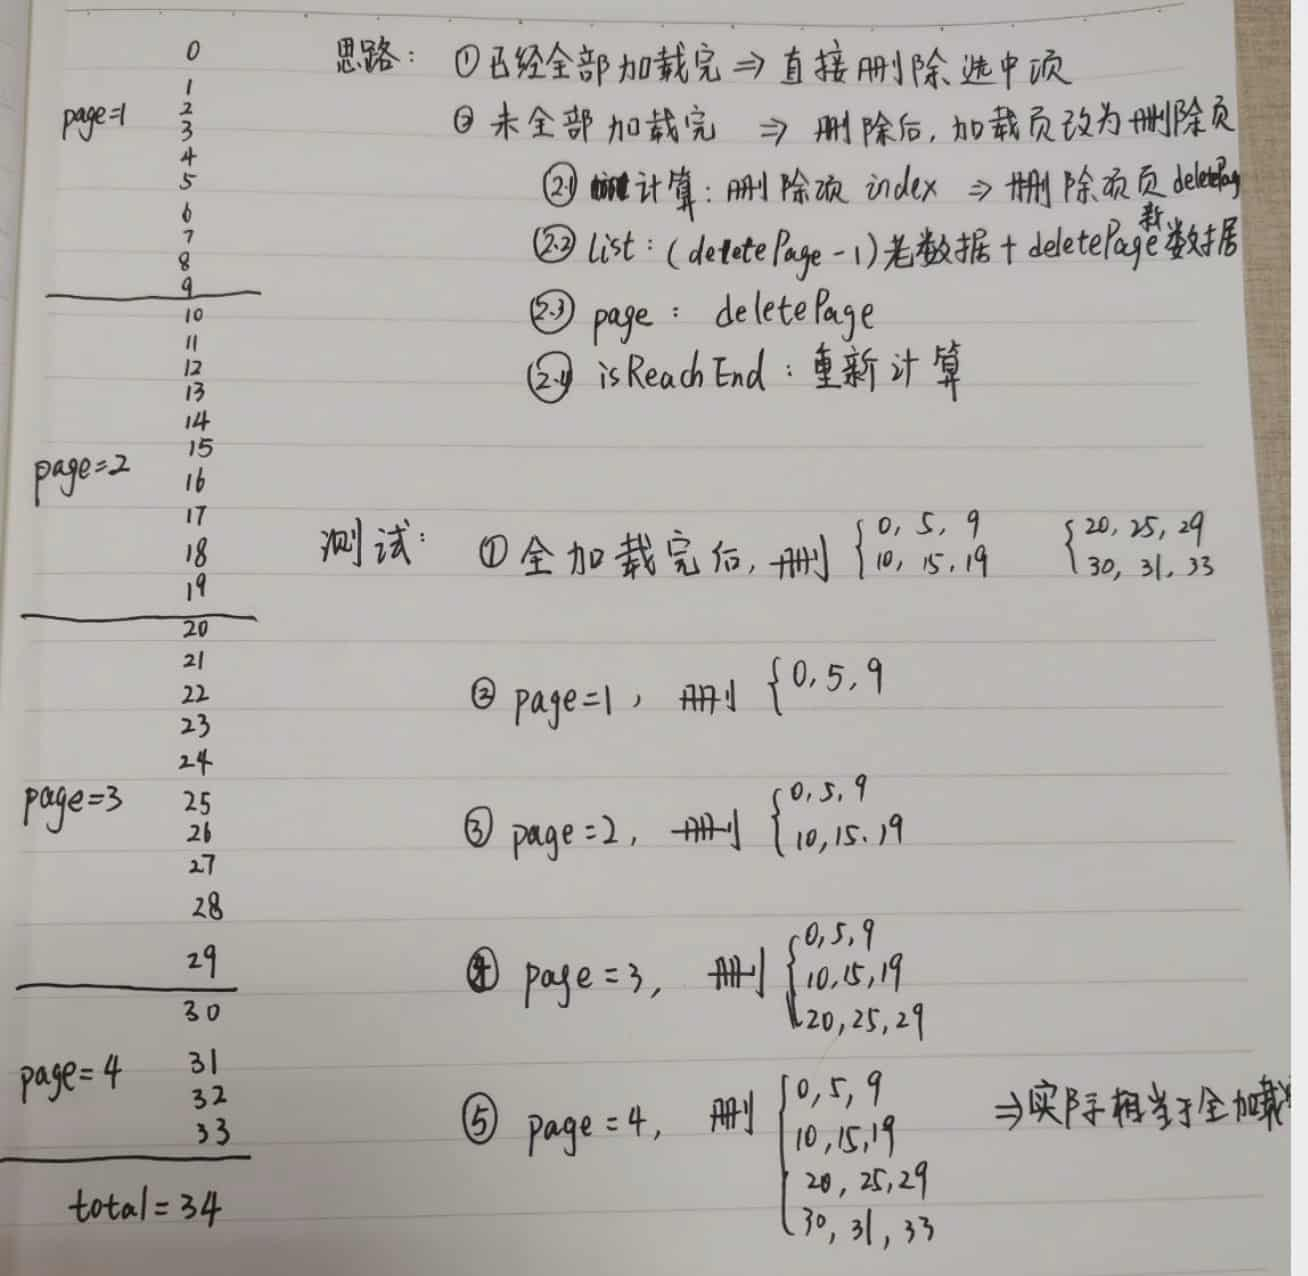 0
1
page=1
2
3
4
5
6
7
8
9
10
11
12
13
14
15
page=2
16
17
18
19
20
21
22
23
24
page=3
25
26
27
28
29
30
page=4
31
32
33
total=34
思路: ①已经全部加载完⇒直接删除选中项
②未全部加载完 ⇒ 删除后,加载页改为删除页
②.1 计算:删除项 index ⇒ 删除项页 deletePag
②.2 list:(deletePage-1)老数据+deletePage新数据
②.3 page: deletePage
②.4 isReachEnd:重新计算
测试: ①全加载完后,删 { 0, 5, 9
10, 15, 19
{ 20, 25, 29
30, 31, 33
② page=1, 删 { 0, 5, 9
③ page=2, 删 { 0, 5, 9
10, 15, 19
④ page=3, 删 { 0, 5, 9
10, 15, 19
20, 25, 29
⑤ page=4, 删 { 0, 5, 9
10, 15, 19
20, 25, 29
30, 31, 33
⇒实际相当于全加载